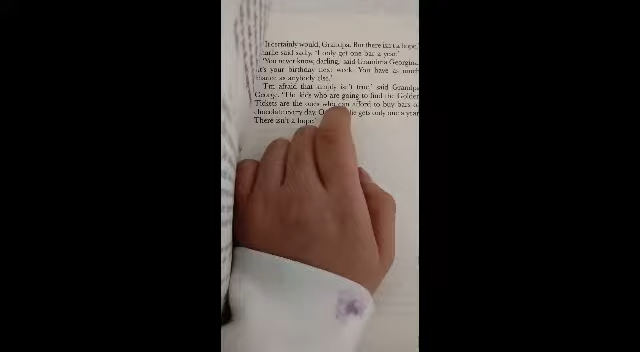 'It certainly would, Grandpa. But there isn't a hope,'
said sadly. 'I only get one bar a year.'
'You never know, darling,' said Grandma Georgina.
'It's your birthday next week. You have as much
chance as anybody else.'
'I'm afraid that simply isn't true,' said Grandpa
George. 'The kids who are going to find the Golden
Tickets are the ones who can afford to buy bars of
chocolate every day. gets only one a year.
There isn't a hope.'